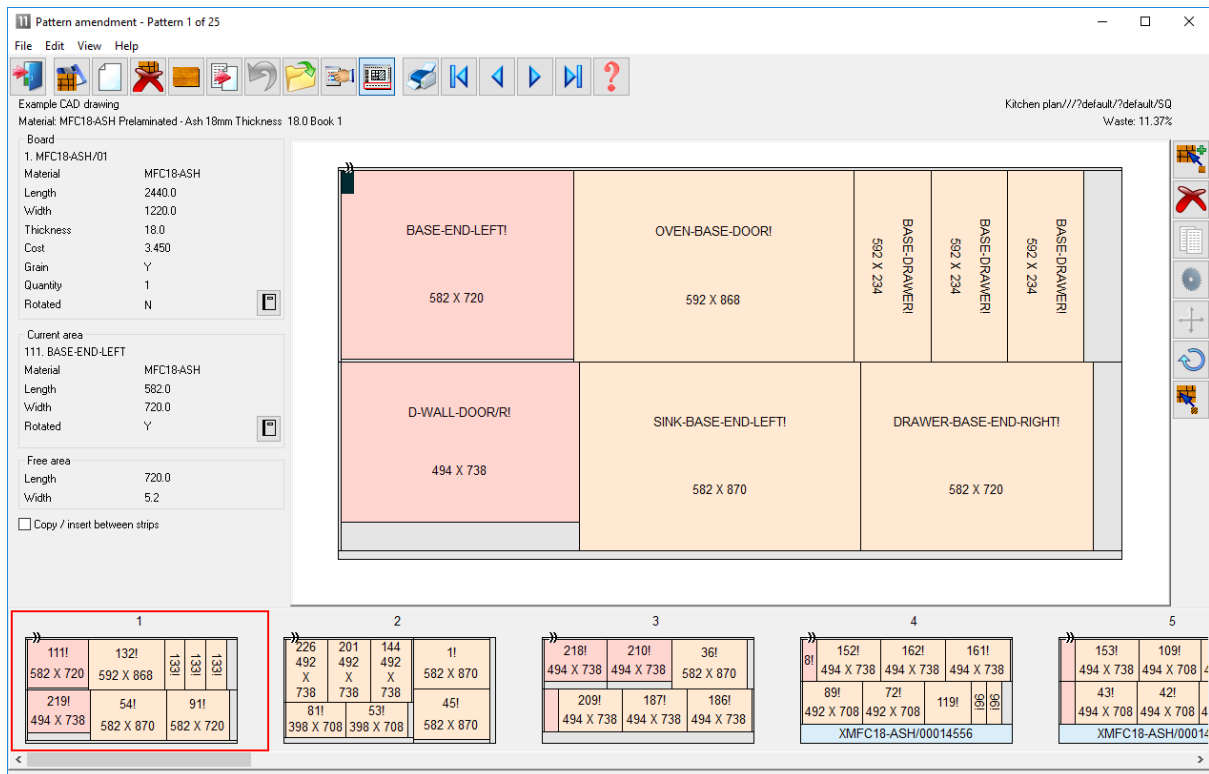 Pattern amendment - Pattern 1 of 25
File Edit View Help
Example CAD drawing
Kitchen plan///?default/?default/SQ
Material: MFC18-ASH Prelaminated - Ash 18mm Thickness 18.0 Book 1
Waste: 11.37%
Board
1. MFC18-ASH/01
Material MFC18-ASH
Length 2440.0
Width 1220.0
Thickness 18.0
Cost 3.450
Grain Y
Quantity 1
Rotated N
Current area
111. BASE-END-LEFT
Material MFC18-ASH
Length 582.0
Width 720.0
Rotated Y
Free area
Length 720.0
Width 5.2
Copy / insert between strips
BASE-END-LEFT!
582 X 720
OVEN-BASE-DOOR!
592 X 868
BASE-DRAWER!
592 X 234
BASE-DRAWER!
592 X 234
BASE-DRAWER!
592 X 234
D-WALL-DOOR/R!
494 X 738
SINK-BASE-END-LEFT!
582 X 870
DRAWER-BASE-END-RIGHT!
582 X 720
1
111!
582 X 720
132!
592 X 868
133!
133!
133!
219!
494 X 738
54!
582 X 870
91!
582 X 720
2
226
492
X
738
201
492
X
738
144
492
X
738
1!
582 X 870
81!
398 X 708
53!
398 X 708
45!
582 X 870
3
218!
494 X 738
210!
494 X 738
36!
582 X 870
209!
494 X 738
187!
494 X 738
186!
494 X 738
4
8!
152!
494 X 738
162!
494 X 738
161!
494 X 738
89!
492 X 708
72!
492 X 708
119!
96!
96!
XMFC18-ASH/00014556
5
153!
494 X 738
109!
494 X 708
43!
494 X 708
42!
494 X 708
XMFC18-ASH/00014